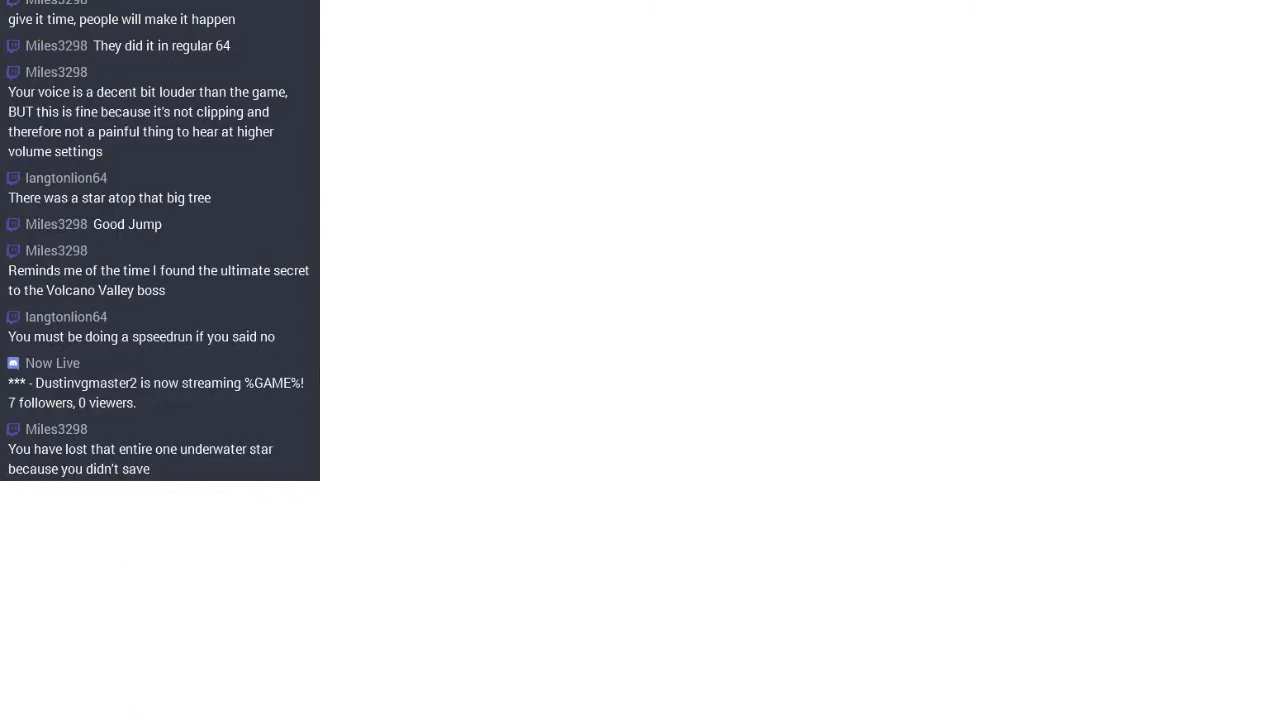 Miles3298
give it time, people will make it happen
Miles3298 They did it in regular 64
Miles3298
Your voice is a decent bit louder than the game,
BUT this is fine because it's not clipping and
therefore not a painful thing to hear at higher
volume settings
langtonlion64
There was a star atop that big tree
Miles3298 Good Jump
Miles3298
Reminds me of the time I found the ultimate secret
to the Volcano Valley boss
langtonlion64
You must be doing a spseedrun if you said no
Now Live
*** - Dustinvgmaster2 is now streaming %GAME%!
7 followers, 0 viewers.
Miles3298
You have lost that entire one underwater star
because you didn't save